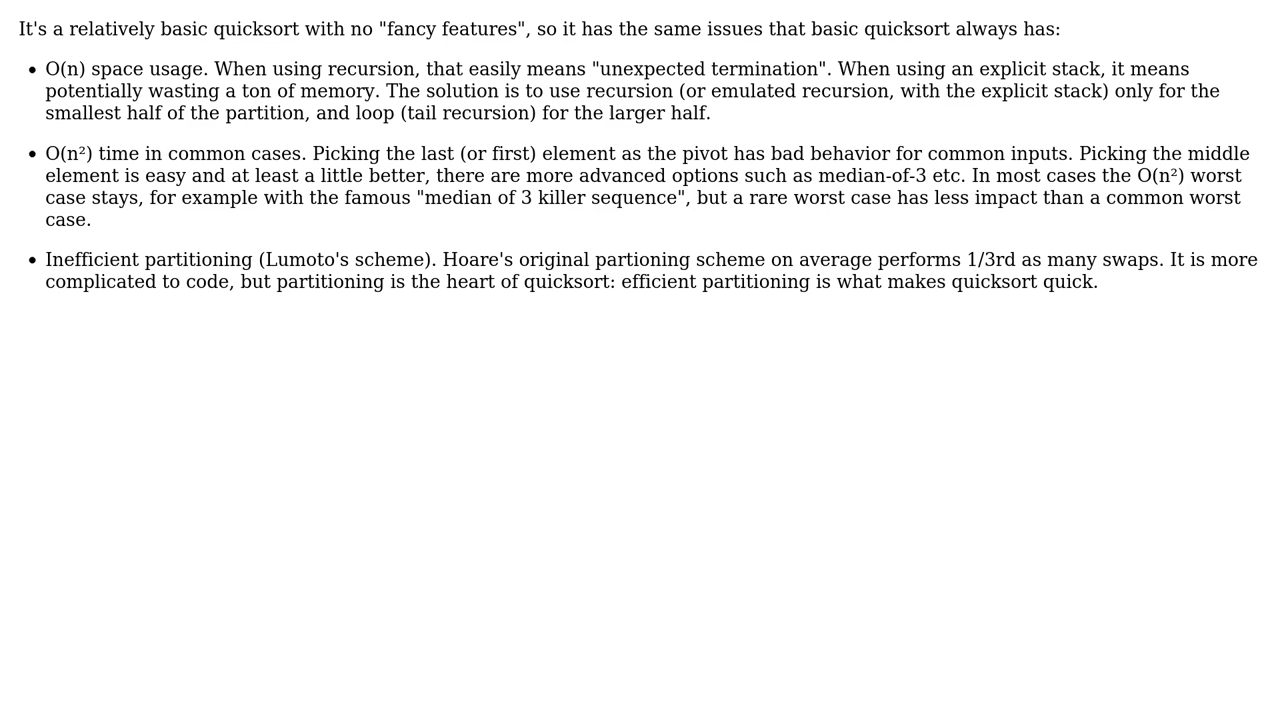 It's a relatively basic quicksort with no "fancy features", so it has the same issues that basic quicksort always has:
• O(n) space usage. When using recursion, that easily means "unexpected termination". When using an explicit stack, it means
potentially wasting a ton of memory. The solution is to use recursion (or emulated recursion, with the explicit stack) only for the
smallest half of the partition, and loop (tail recursion) for the larger half.
• O(n²) time in common cases. Picking the last (or first) element as the pivot has bad behavior for common inputs. Picking the middle
element is easy and at least a little better, there are more advanced options such as median-of-3 etc. In most cases the O(n²) worst
case stays, for example with the famous "median of 3 killer sequence", but a rare worst case has less impact than a common worst
case.
• Inefficient partitioning (Lumoto's scheme). Hoare's original partioning scheme on average performs 1/3rd as many swaps. It is more
complicated to code, but partitioning is the heart of quicksort: efficient partitioning is what makes quicksort quick.